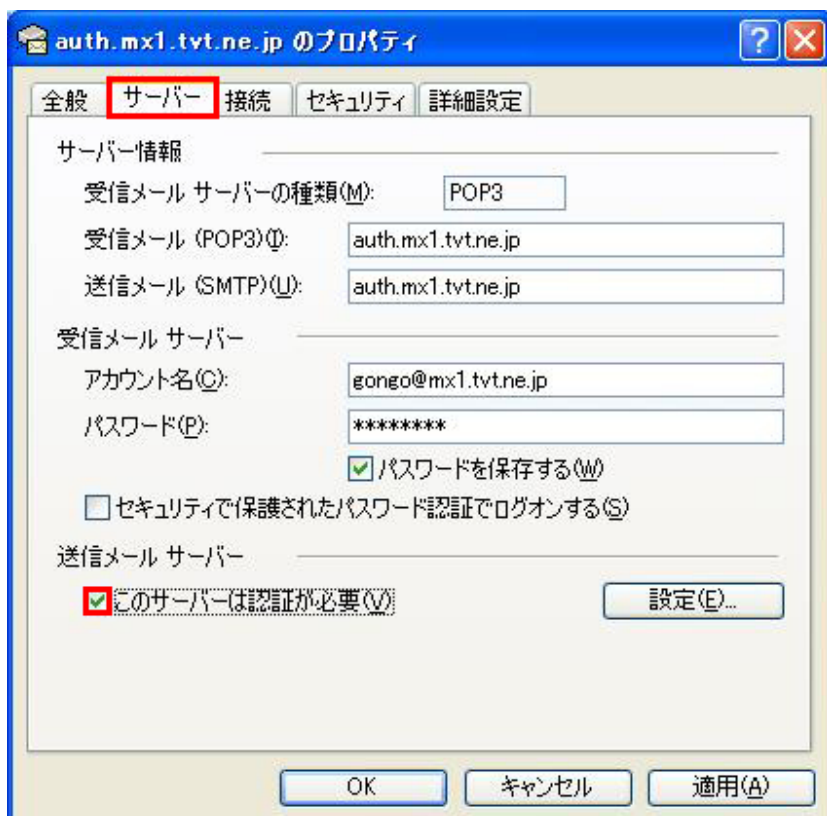 auth.mx1.tvt.ne.jp のプロパティ
全般 サーバー 接続 セキュリティ 詳細設定
サーバー情報
受信メール サーバーの種類(M): POP3
受信メール (POP3)(I): auth.mx1.tvt.ne.jp
送信メール (SMTP)(U): auth.mx1.tvt.ne.jp
受信メール サーバー
アカウント名(C): gongo@mx1.tvt.ne.jp
パスワード(P): ********
パスワードを保存する(W)
セキュリティで保護されたパスワード認証でログオンする(S)
送信メール サーバー
このサーバーは認証が必要(V) 設定(E)...
OK キャンセル 適用(A)